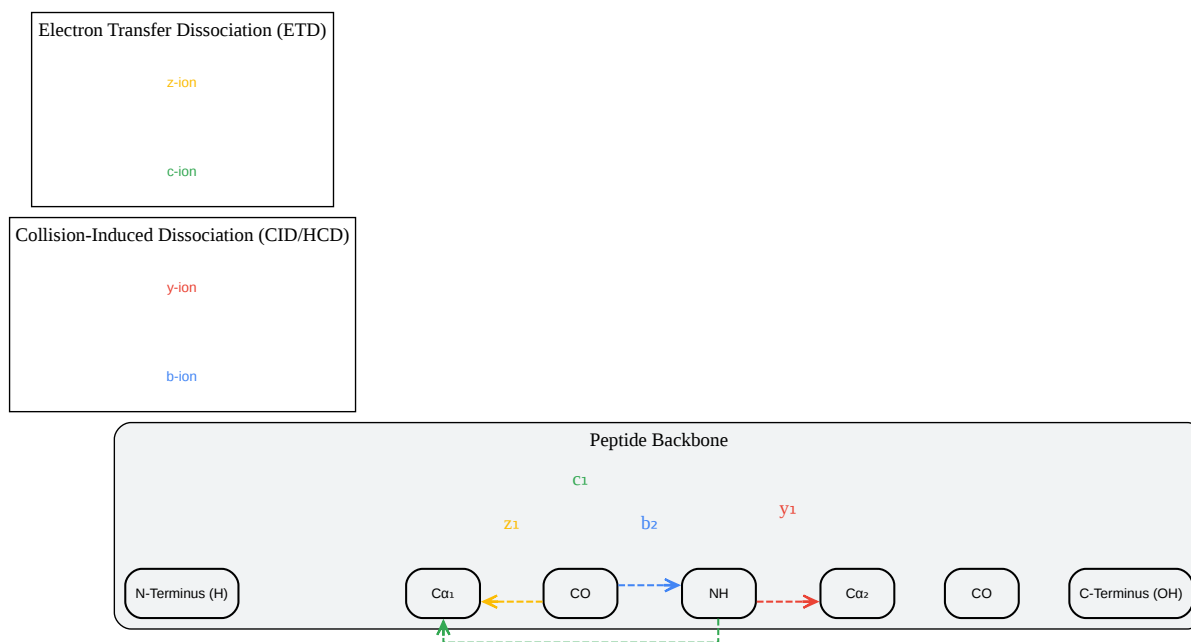 Electron Transfer Dissociation (ETD)
z-ion
c-ion
Collision-Induced Dissociation (CID/HCD)
y-ion
b-ion
Peptide Backbone
c₁
z₁ b₂ y₁
N-Terminus (H) Cα₁ CO NH Cα₂ CO C-Terminus (OH)